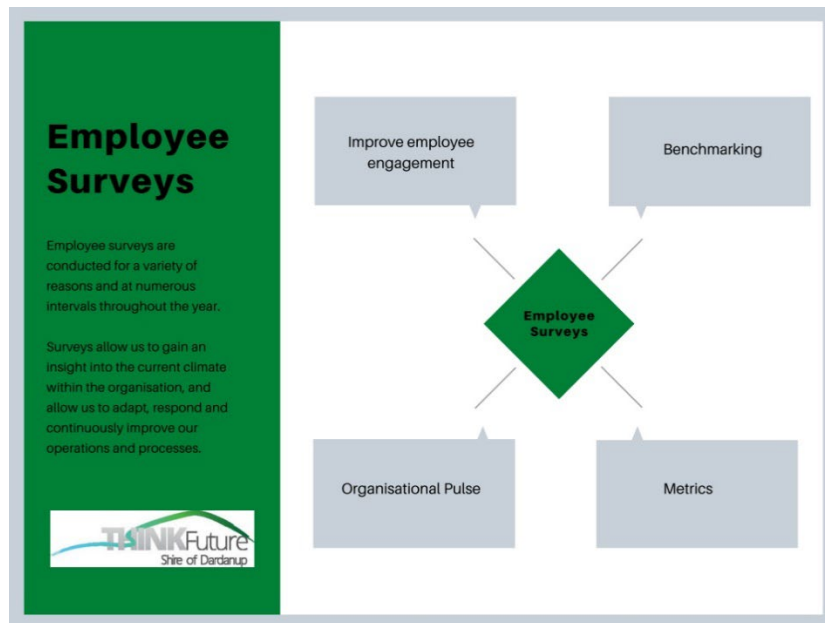 Employee
Surveys
Employee surveys are
conducted for a variety of
reasons and at numerous
intervals throughout the year.
Surveys allow us to gain an
insight into the current climate
within the organisation, and
allow us to adapt, respond and
continuously improve our
operations and processes.
THINKFuture
Shire of Dardanup
Improve employee
engagement
Benchmarking
Employee
Surveys
Organisational Pulse
Metrics